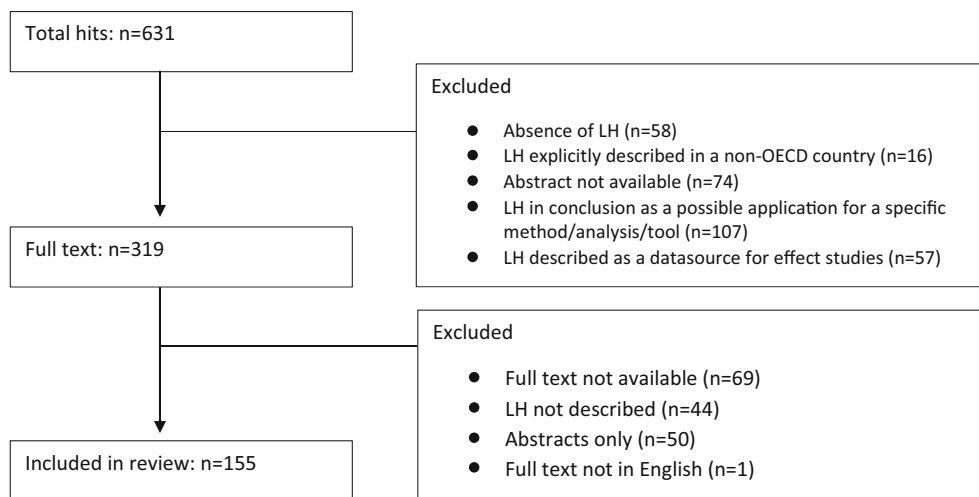 Total hits: n=631
Excluded
● Absence of LH (n=58)
● LH explicitly described in a non-OECD country (n=16)
● Abstract not available (n=74)
● LH in conclusion as a possible application for a specific
method/analysis/tool (n=107)
● LH described as a datasource for effect studies (n=57)
Full text: n=319
Excluded
● Full text not available (n=69)
● LH not described (n=44)
● Abstracts only (n=50)
● Full text not in English (n=1)
Included in review: n=155